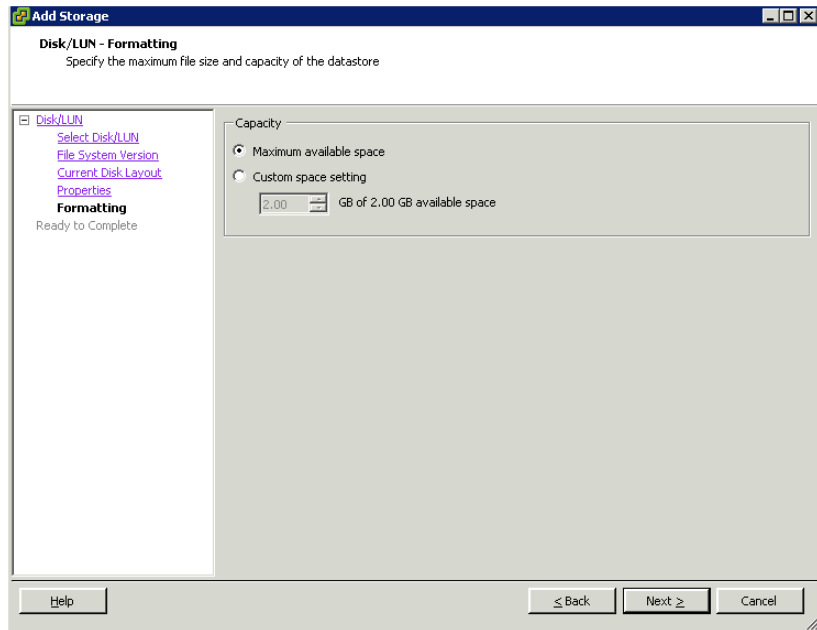 Add Storage
Disk/LUN - Formatting
Specify the maximum file size and capacity of the datastore
Disk/LUN
Select Disk/LUN
File System Version
Current Disk Layout
Properties
Formatting
Ready to Complete
Capacity
Maximum available space
Custom space setting
2.00 GB of 2.00 GB available space
Help
< Back
Next >
Cancel